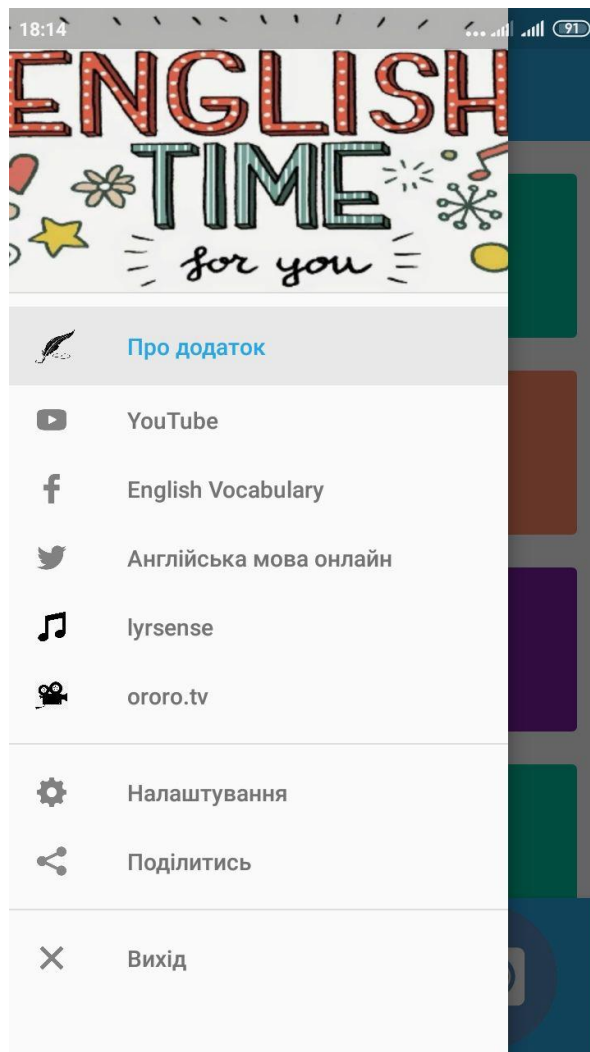 18:14
91
ENGLISH
TIME
for you
Про додаток
YouTube
English Vocabulary
Англійська мова онлайн
lyrsense
ororo.tv
Налаштування
Поділитись
Вихід